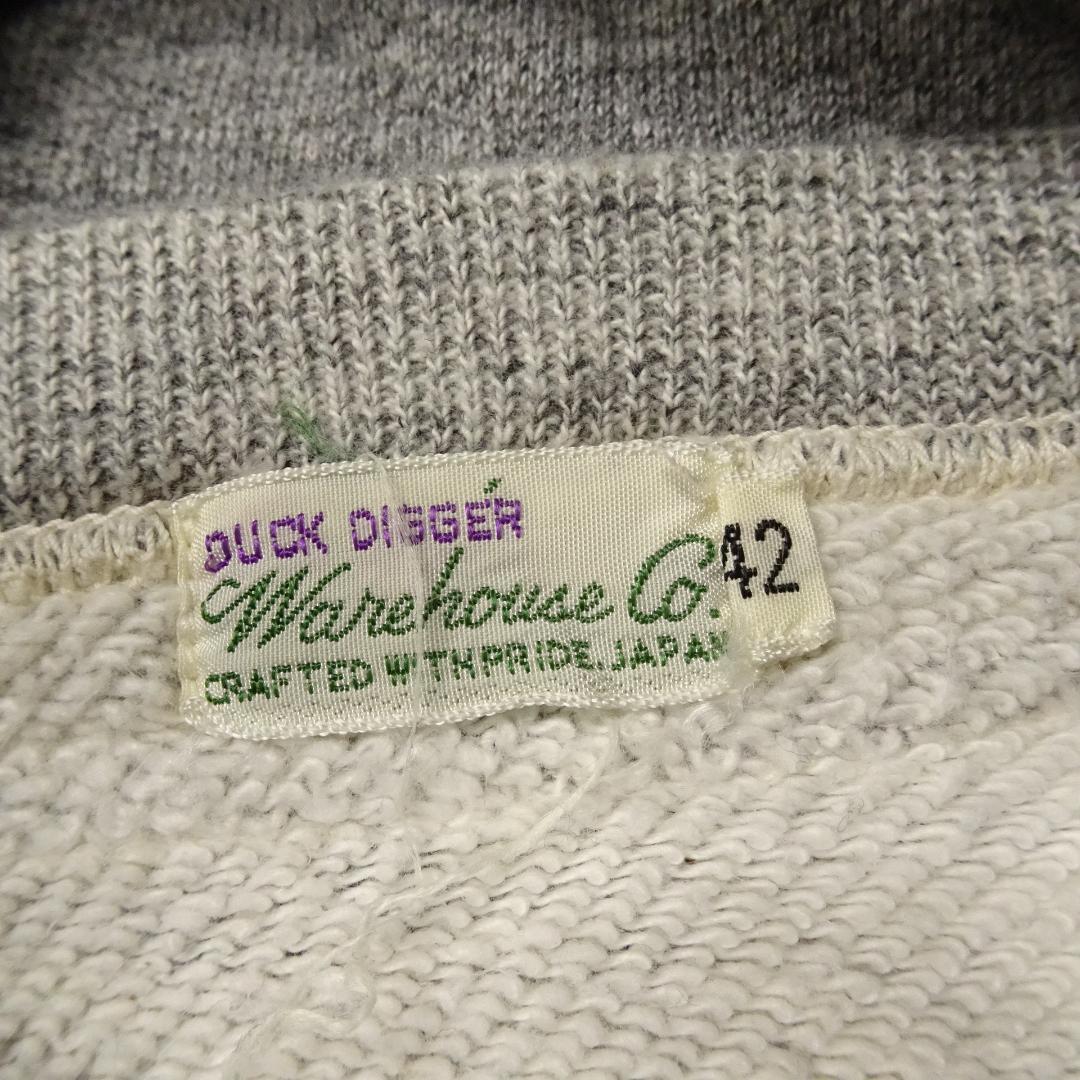 DUCK DIGGER
Warehouse Co.
CRAFTED WITH PRIDE. JAPAN
42